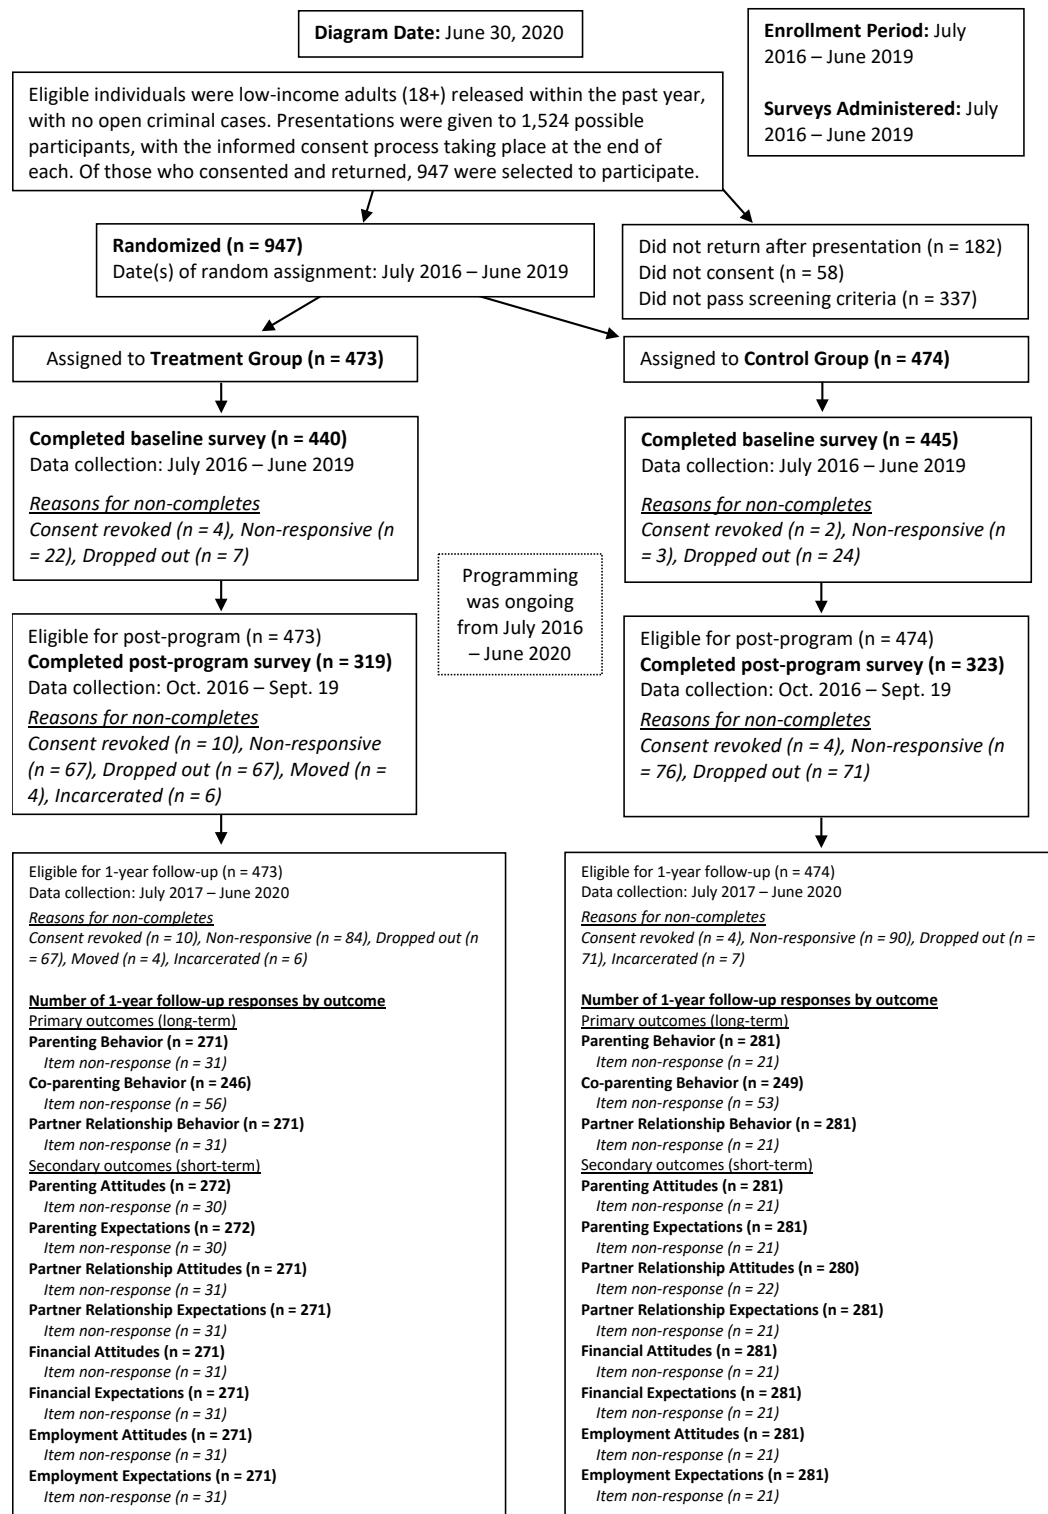 Diagram Date: June 30, 2020
Enrollment Period: July
2016 – June 2019
Surveys Administered: July
2016 – June 2019
Eligible individuals were low-income adults (18+) released within the past year,
with no open criminal cases. Presentations were given to 1,524 possible
participants, with the informed consent process taking place at the end of
each. Of those who consented and returned, 947 were selected to participate.
Randomized (n = 947)
Date(s) of random assignment: July 2016 – June 2019
Did not return after presentation (n = 182)
Did not consent (n = 58)
Did not pass screening criteria (n = 337)
Assigned to Treatment Group (n = 473)
Assigned to Control Group (n = 474)
Completed baseline survey (n = 440)
Data collection: July 2016 – June 2019
Reasons for non-completes
Consent revoked (n = 4), Non-responsive (n
= 22), Dropped out (n = 7)
Completed baseline survey (n = 445)
Data collection: July 2016 – June 2019
Reasons for non-completes
Consent revoked (n = 2), Non-responsive (n
= 3), Dropped out (n = 24)
Programming
was ongoing
from July 2016
– June 2020
Eligible for post-program (n = 473)
Completed post-program survey (n = 319)
Data collection: Oct. 2016 – Sept. 19
Reasons for non-completes
Consent revoked (n = 10), Non-responsive
(n = 67), Dropped out (n = 67), Moved (n =
4), Incarcerated (n = 6)
Eligible for post-program (n = 474)
Completed post-program survey (n = 323)
Data collection: Oct. 2016 – Sept. 19
Reasons for non-completes
Consent revoked (n = 4), Non-responsive (n
= 76), Dropped out (n = 71)
Eligible for 1-year follow-up (n = 473)
Data collection: July 2017 – June 2020
Reasons for non-completes
Consent revoked (n = 10), Non-responsive (n = 84), Dropped out (n
= 67), Moved (n = 4), Incarcerated (n = 6)
Number of 1-year follow-up responses by outcome
Primary outcomes (long-term)
Parenting Behavior (n = 271)
Item non-response (n = 31)
Co-parenting Behavior (n = 246)
Item non-response (n = 56)
Partner Relationship Behavior (n = 271)
Item non-response (n = 31)
Secondary outcomes (short-term)
Parenting Attitudes (n = 272)
Item non-response (n = 30)
Parenting Expectations (n = 272)
Item non-response (n = 30)
Partner Relationship Attitudes (n = 271)
Item non-response (n = 31)
Partner Relationship Expectations (n = 271)
Item non-response (n = 31)
Financial Attitudes (n = 271)
Item non-response (n = 31)
Financial Expectations (n = 271)
Item non-response (n = 31)
Employment Attitudes (n = 271)
Item non-response (n = 31)
Employment Expectations (n = 271)
Item non-response (n = 31)
Eligible for 1-year follow-up (n = 474)
Data collection: July 2017 – June 2020
Reasons for non-completes
Consent revoked (n = 4), Non-responsive (n = 90), Dropped out (n =
71), Incarcerated (n = 7)
Number of 1-year follow-up responses by outcome
Primary outcomes (long-term)
Parenting Behavior (n = 281)
Item non-response (n = 21)
Co-parenting Behavior (n = 249)
Item non-response (n = 53)
Partner Relationship Behavior (n = 281)
Item non-response (n = 21)
Secondary outcomes (short-term)
Parenting Attitudes (n = 281)
Item non-response (n = 21)
Parenting Expectations (n = 281)
Item non-response (n = 21)
Partner Relationship Attitudes (n = 280)
Item non-response (n = 22)
Partner Relationship Expectations (n = 281)
Item non-response (n = 21)
Financial Attitudes (n = 281)
Item non-response (n = 21)
Financial Expectations (n = 281)
Item non-response (n = 21)
Employment Attitudes (n = 281)
Item non-response (n = 21)
Employment Expectations (n = 281)
Item non-response (n = 21)